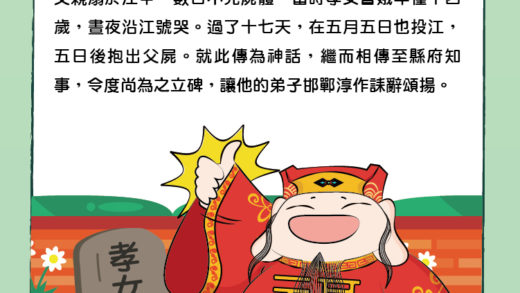 歲，晝夜沿江號哭。過了十七天，在五月五日也投江，
五日後抱出父屍。就此傳為神話，繼而相傳至縣府知
事，令度尚為之立碑，讓他的弟子邯鄲淳作誄辭頌揚。
孝女